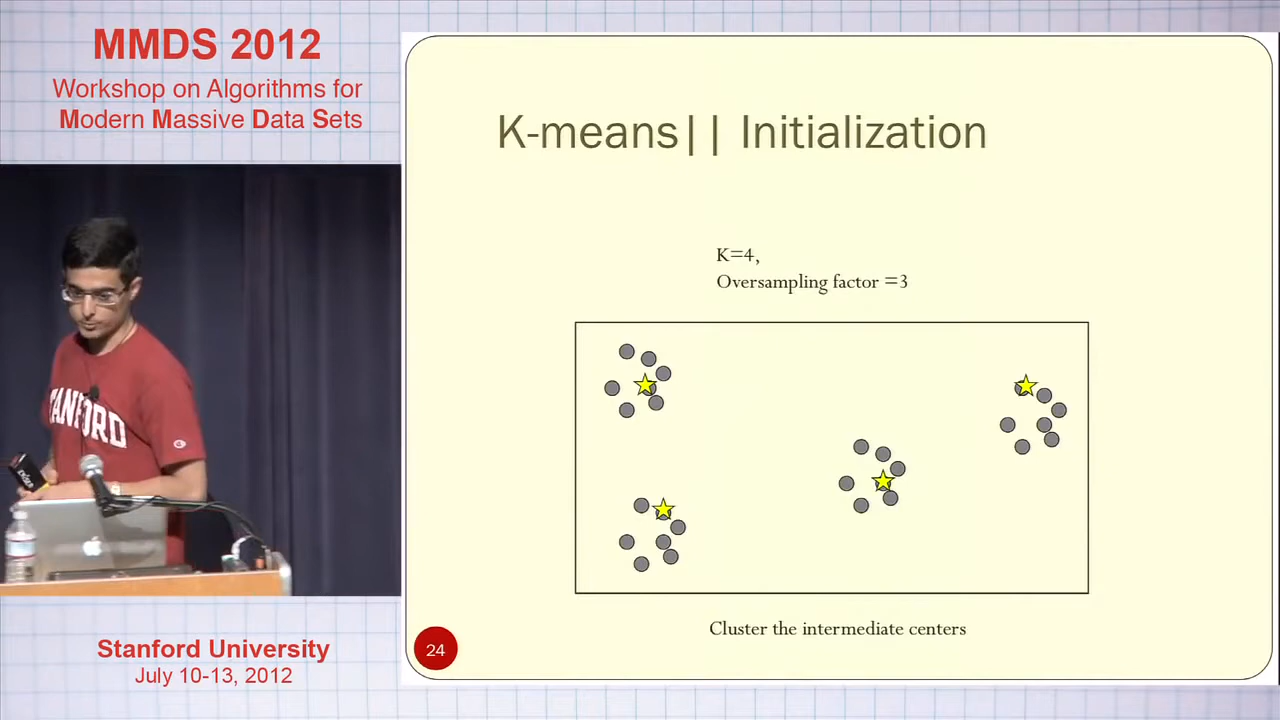 MMDS 2012
Workshop on Algorithms for
Modern Massive Data Sets
K-means|| Initialization
K=4,
Oversampling factor =3
TANFORD
Cluster the intermediate centers
24
Stanford University
July 10-13, 2012